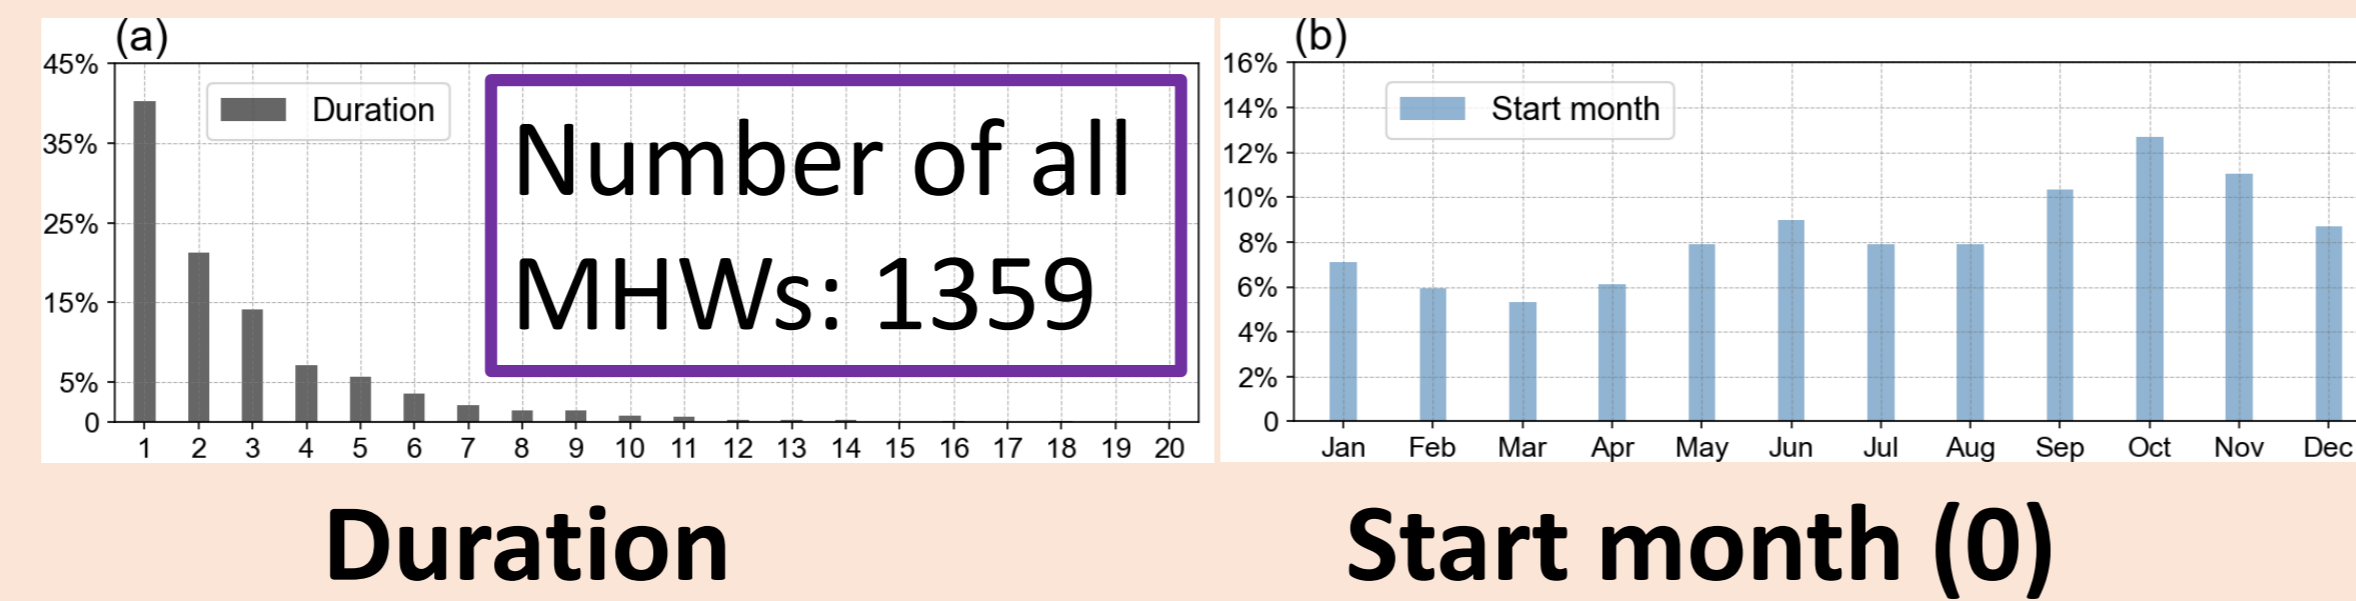 (a)
45%
35%
25%
15%
5%
0
Duration
Number of all
MHWs: 1359
1 2 3 4 5 6 7 8 9 10 11 12 13 14 15 16 17 18 19 20
Duration
(b)
16%
14%
12%
10%
8%
6%
4%
2%
0
Start month
Jan Feb Mar Apr May Jun Jul Aug Sep Oct Nov Dec
Start month (0)